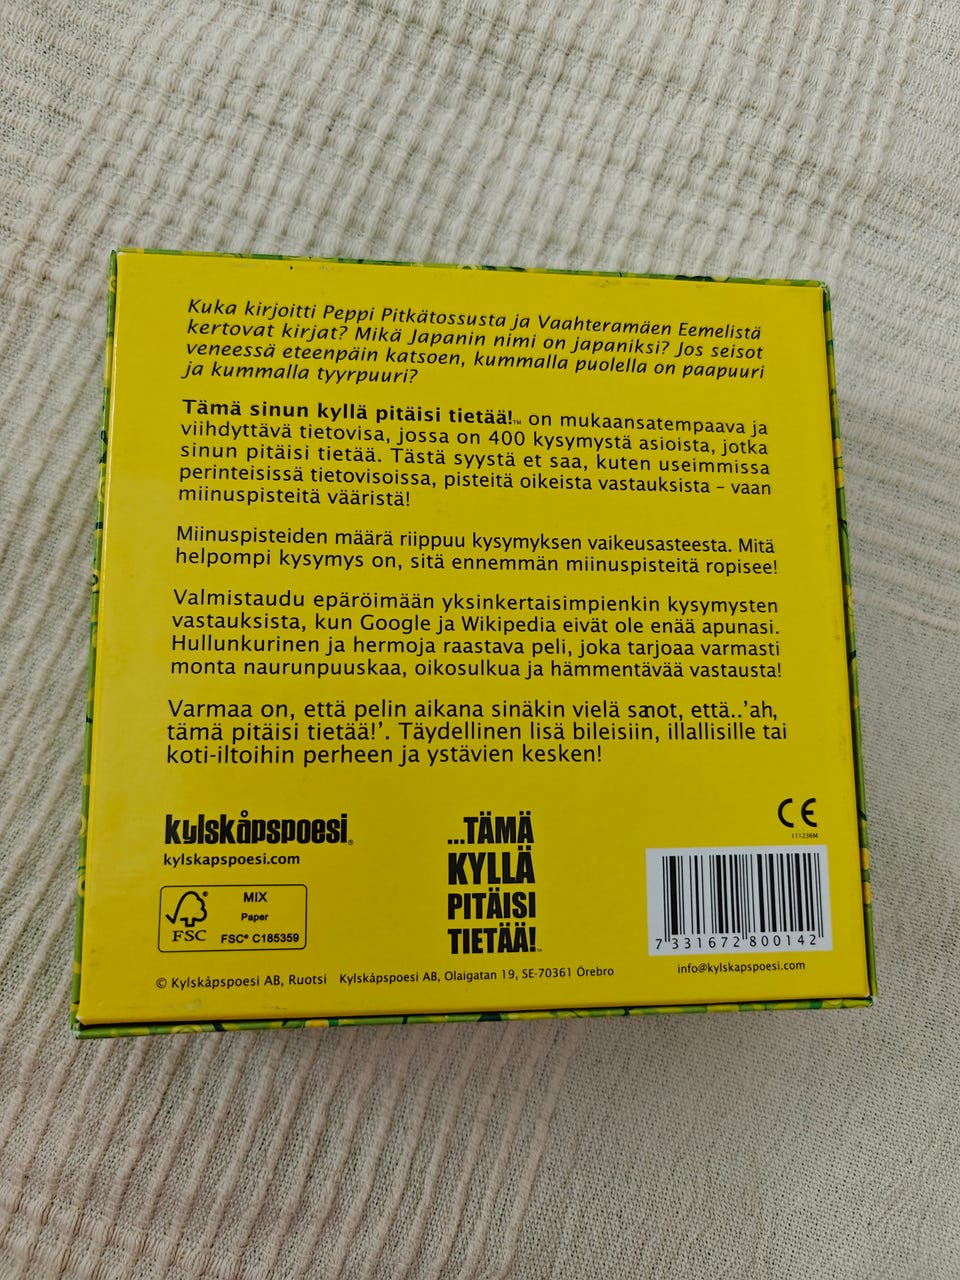 Kuka kirjoitti Peppi Pitkätossusta ja Vaahteramäen Eemelistä
kertovat kirjat? Mikä Japanin nimi on japaniksi? Jos seisot
veneessä eteenpäin katsoen, kummalla puolella on paapuuri
ja kummalla tyyrpuuri?
Tämä sinun kyllä pitäisi tietää!™ on mukaansatempaava ja
viihdyttävä tietovisa, jossa on 400 kysymystä asioista, jotka
sinun pitäisi tietää. Tästä syystä et saa, kuten useimmissa
perinteisissä tietovisoissa, pisteitä oikeista vastauksista – vaan
miinuspisteitä vääristä!
Miinuspisteiden määrä riippuu kysymyksen vaikeusasteesta. Mitä
helpompi kysymys on, sitä ennemmän miinuspisteitä ropisee!
Valmistaudu epäröimään yksinkertaisimpienkin kysymysten
vastauksista, kun Google ja Wikipedia eivät ole enää apunasi.
Hullunkurinen ja hermoja raastava peli, joka tarjoaa varmasti
monta naurunpuuskaa, oikosulkua ja hämmentävää vastausta!
Varmaa on, että pelin aikana sinäkin vielä sanot, että..'ah,
tämä pitäisi tietää!'. Täydellinen lisä bileisiin, illallisille tai
koti-iltoihin perheen ja ystävien kesken!
kylskåpspoesi®
kylskapspoesi.com
FSC®
MIX
Paper
FSC® C185359
...TÄMÄ
KYLLÄ
PITÄISI
TIETÄÄ!™
CE
111236M
7 331672 800142
info@kylskapspoesi.com
© Kylskåpspoesi AB, Ruotsi Kylskåpspoesi AB, Olaigatan 19, SE-70361 Örebro